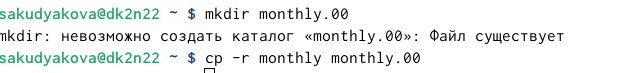 sakudyakova@dk2n22 ~ $ mkdir monthly.00
mkdir: невозможно создать каталог «monthly.00»: Файл существует
sakudyakova@dk2n22 ~ $ cp -r monthly monthly.00